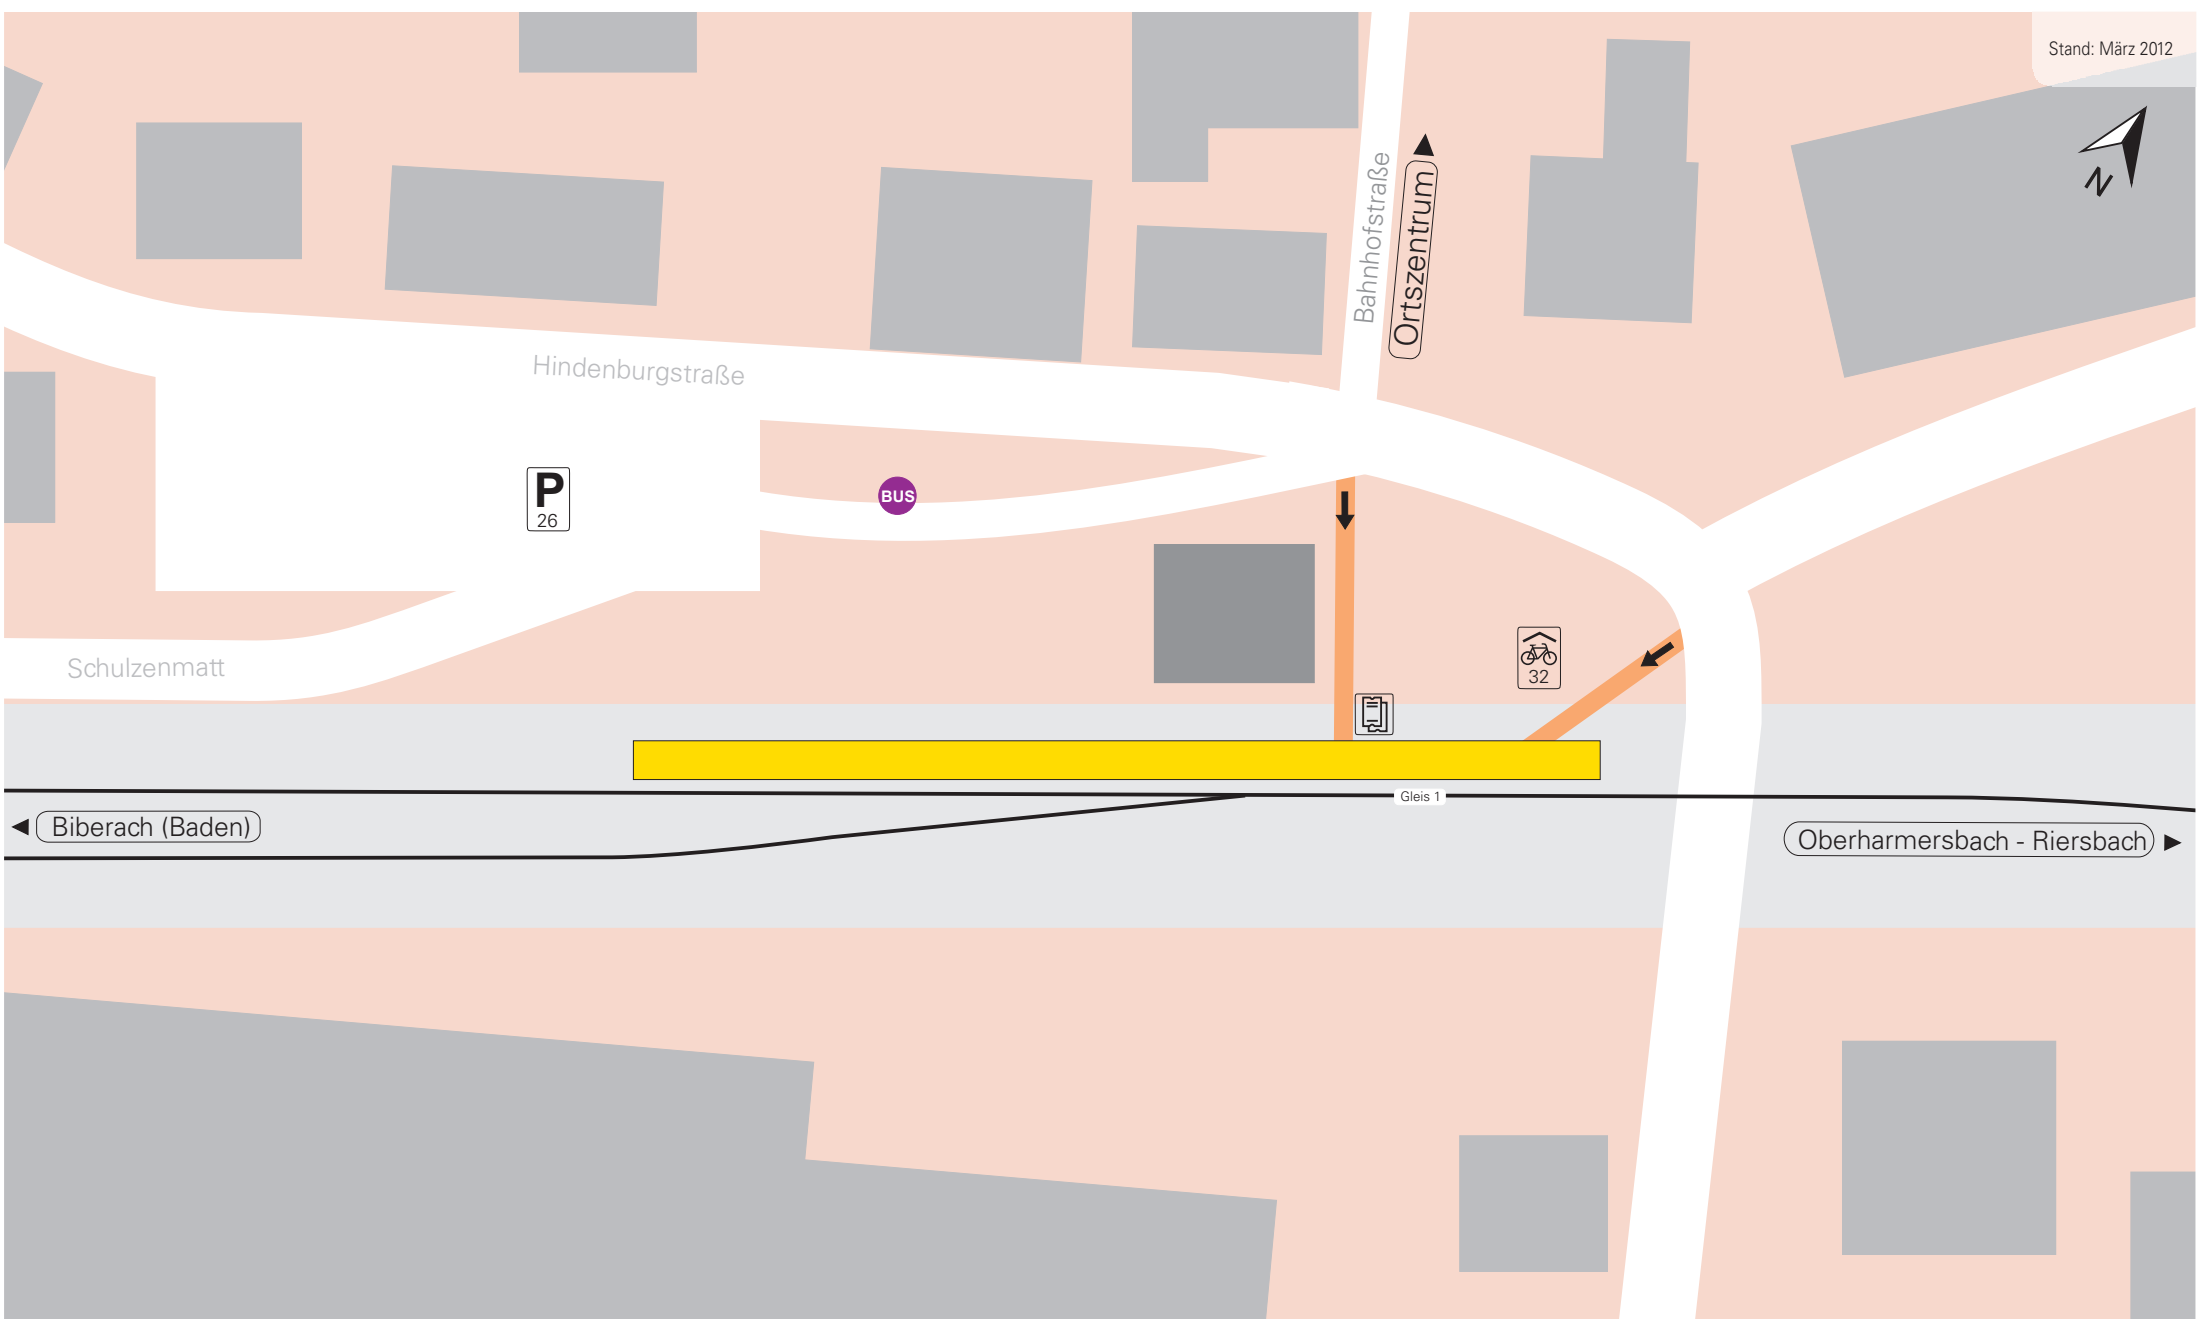 Stand: März 2012
N
Bahnhofstraße
Ortszentrum
Hindenburgstraße
P
26
BUS
Schulzenmatt
32
Gleis 1
Biberach (Baden)
Oberharmersbach - Riersbach